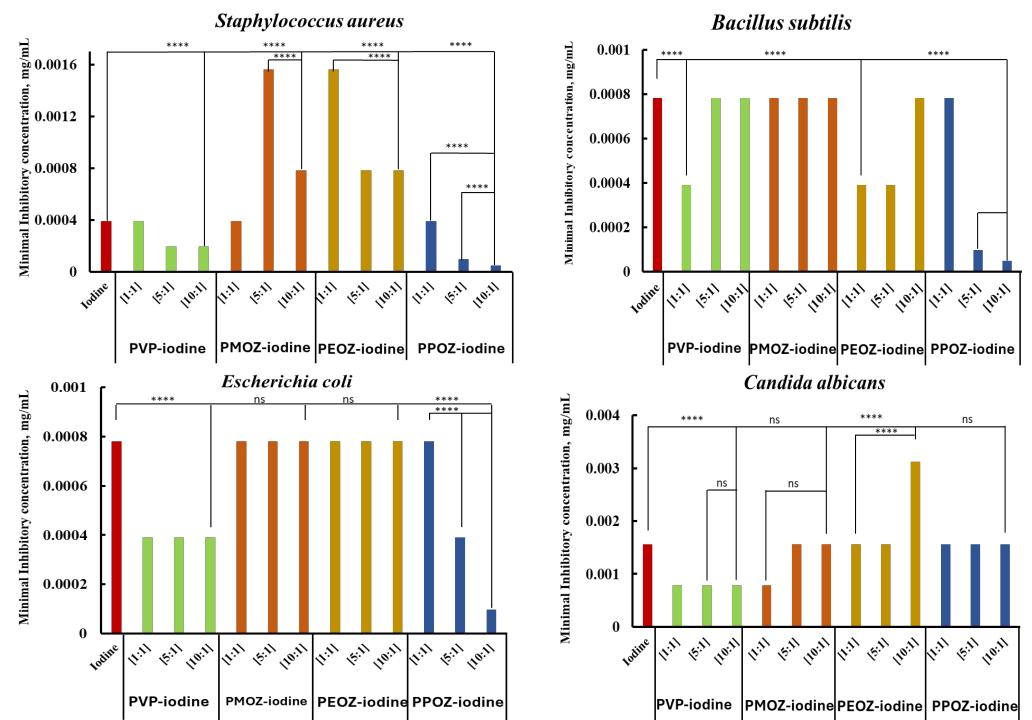 Staphylococcus aureus
Minimal Inhibitory concentration, mg/mL
0.0016
0.0012
0.0008
0.0004
0
**** **** **** ****
**** ****
****
****
Iodine [1:1] [5:1] [10:1] [1:1] [5:1] [10:1] [1:1] [5:1] [10:1] [1:1] [5:1] [10:1]
PVP-iodine PMOZ-iodine PEOZ-iodine PPOZ-iodine
Bacillus subtilis
Minimal Inhibitory concentration, mg/mL
0.001
0.0008
0.0006
0.0004
0.0002
0
**** **** ****
Iodine [1:1] [5:1] [10:1] [1:1] [5:1] [10:1] [1:1] [5:1] [10:1] [1:1] [5:1] [10:1]
PVP-iodine PMOZ-iodine PEOZ-iodine PPOZ-iodine
Escherichia coli
Minimal Inhibitory concentration, mg/mL
0.001
0.0008
0.0006
0.0004
0.0002
0
**** ns ns ****
****
Iodine [1:1] [5:1] [10:1] [1:1] [5:1] [10:1] [1:1] [5:1] [10:1] [1:1] [5:1] [10:1]
PVP-iodine PMOZ-iodine PEOZ-iodine PPOZ-iodine
Candida albicans
Minimal Inhibitory concentration, mg/mL
0.004
0.003
0.002
0.001
0
**** ns **** ns
****
ns ns
Iodine [1:1] [5:1] [10:1] [1:1] [5:1] [10:1] [1:1] [5:1] [10:1] [1:1] [5:1] [10:1]
PVP-iodine PMOZ-iodine PEOZ-iodine PPOZ-iodine